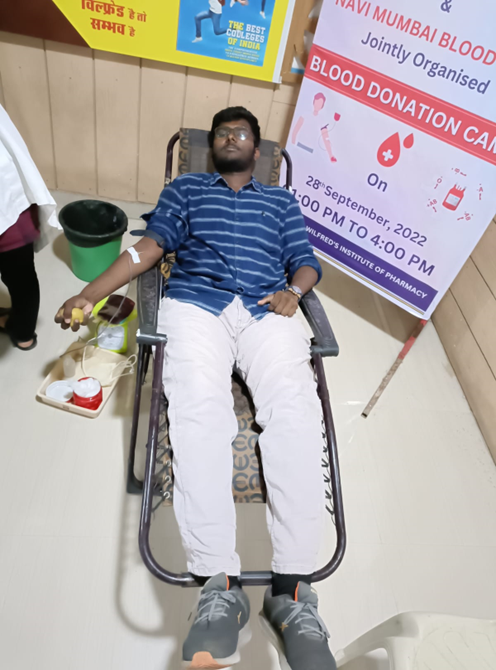 विल्फ्रेड है तो
सम्भव है
THE BEST
COLLEGES
OF INDIA
&
NAVI MUMBAI BLOOD
Jointly Organised
BLOOD DONATION CAM
On
28th September, 2022
1:00 PM TO 4:00 PM
WILFRED'S INSTITUTE OF PHARMACY